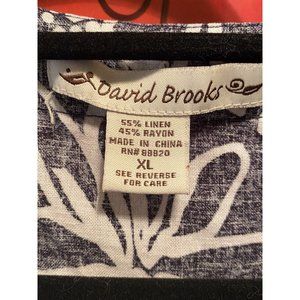 David Brooks
55% LINEN
45% RAYON
MADE IN CHINA
RN# 88820
XL
SEE REVERSE
FOR CARE